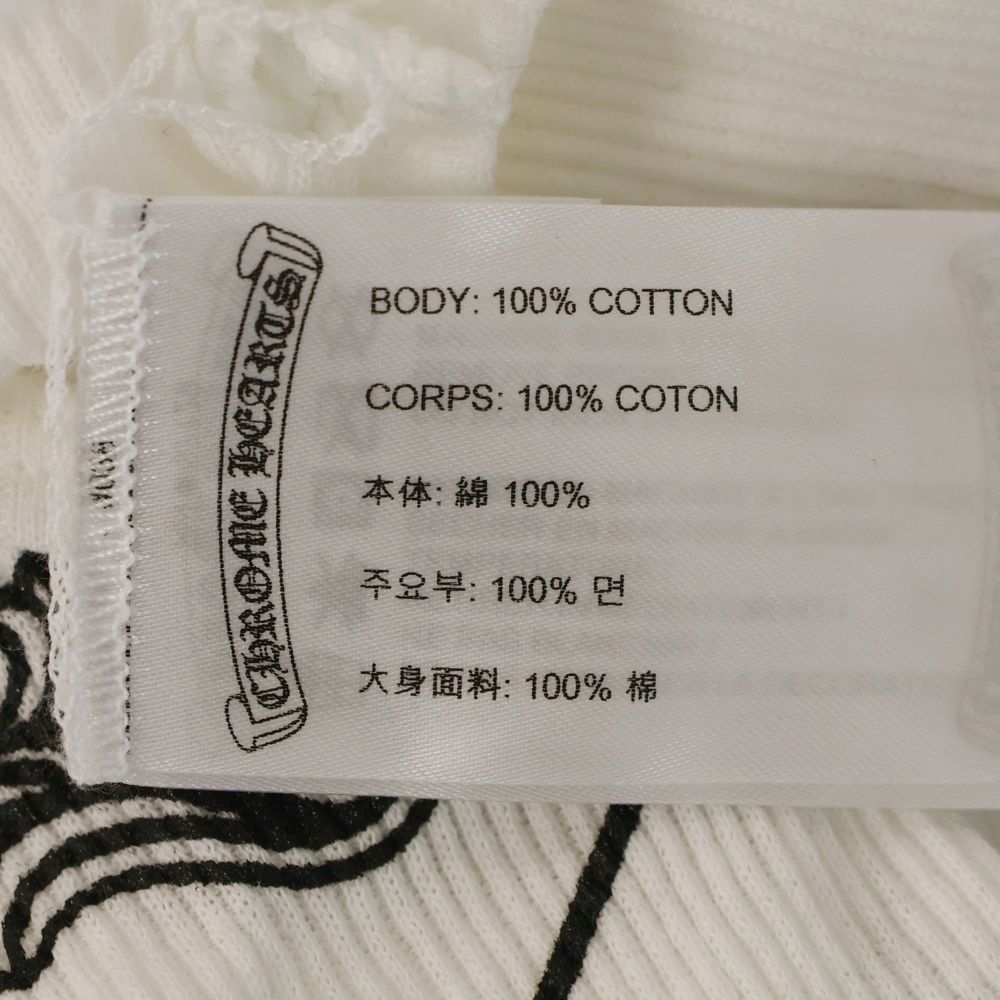 CHROME HEARTS
BODY: 100% COTTON
CORPS: 100% COTON
本体: 綿 100%
주요부: 100% 면
大身面料: 100% 棉